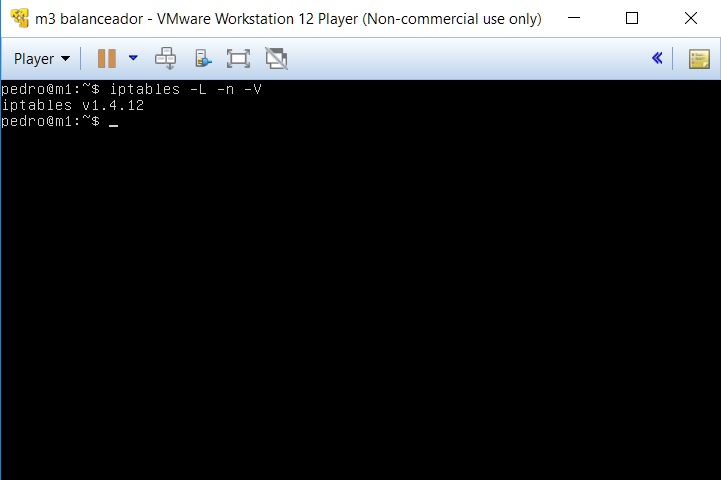 m3 balanceador - VMware Workstation 12 Player (Non-commercial use only)
Player
pedro@m1:~$ iptables -L -n -V
iptables v1.4.12
pedro@m1:~$ _